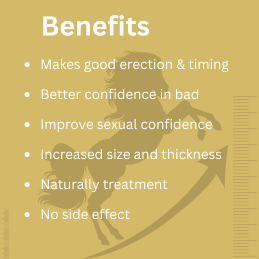 Benefits
• Makes good erection & timing
• Better confidence in bad
• Improve sexual confidence
• Increased size and thickness
• Naturally treatment
• No side effect